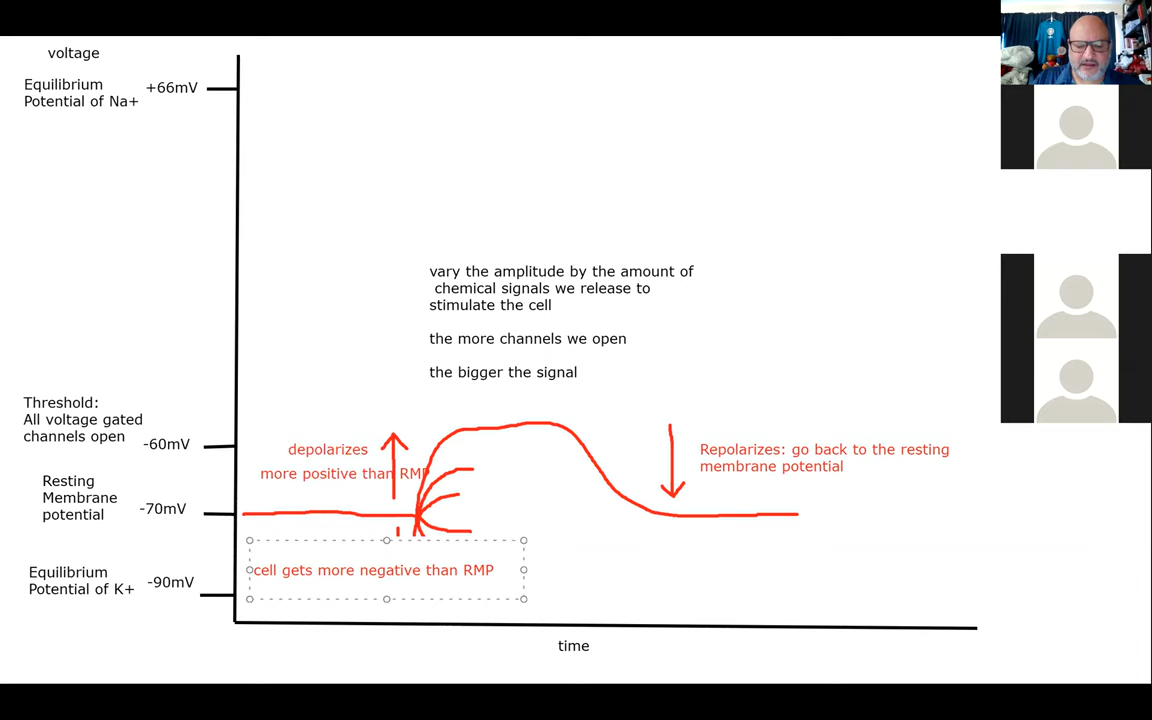 voltage
Equilibrium
Potential of Na+
+66mV
vary the amplitude by the amount of
chemical signals we release to
stimulate the cell
the more channels we open
the bigger the signal
Threshold:
All voltage gated
channels open
-60mV
depolarizes
more positive than RMP
Repolarizes: go back to the resting
membrane potential
Resting
Membrane
potential
-70mV
cell gets more negative than RMP
Equilibrium
Potential of K+
-90mV
time